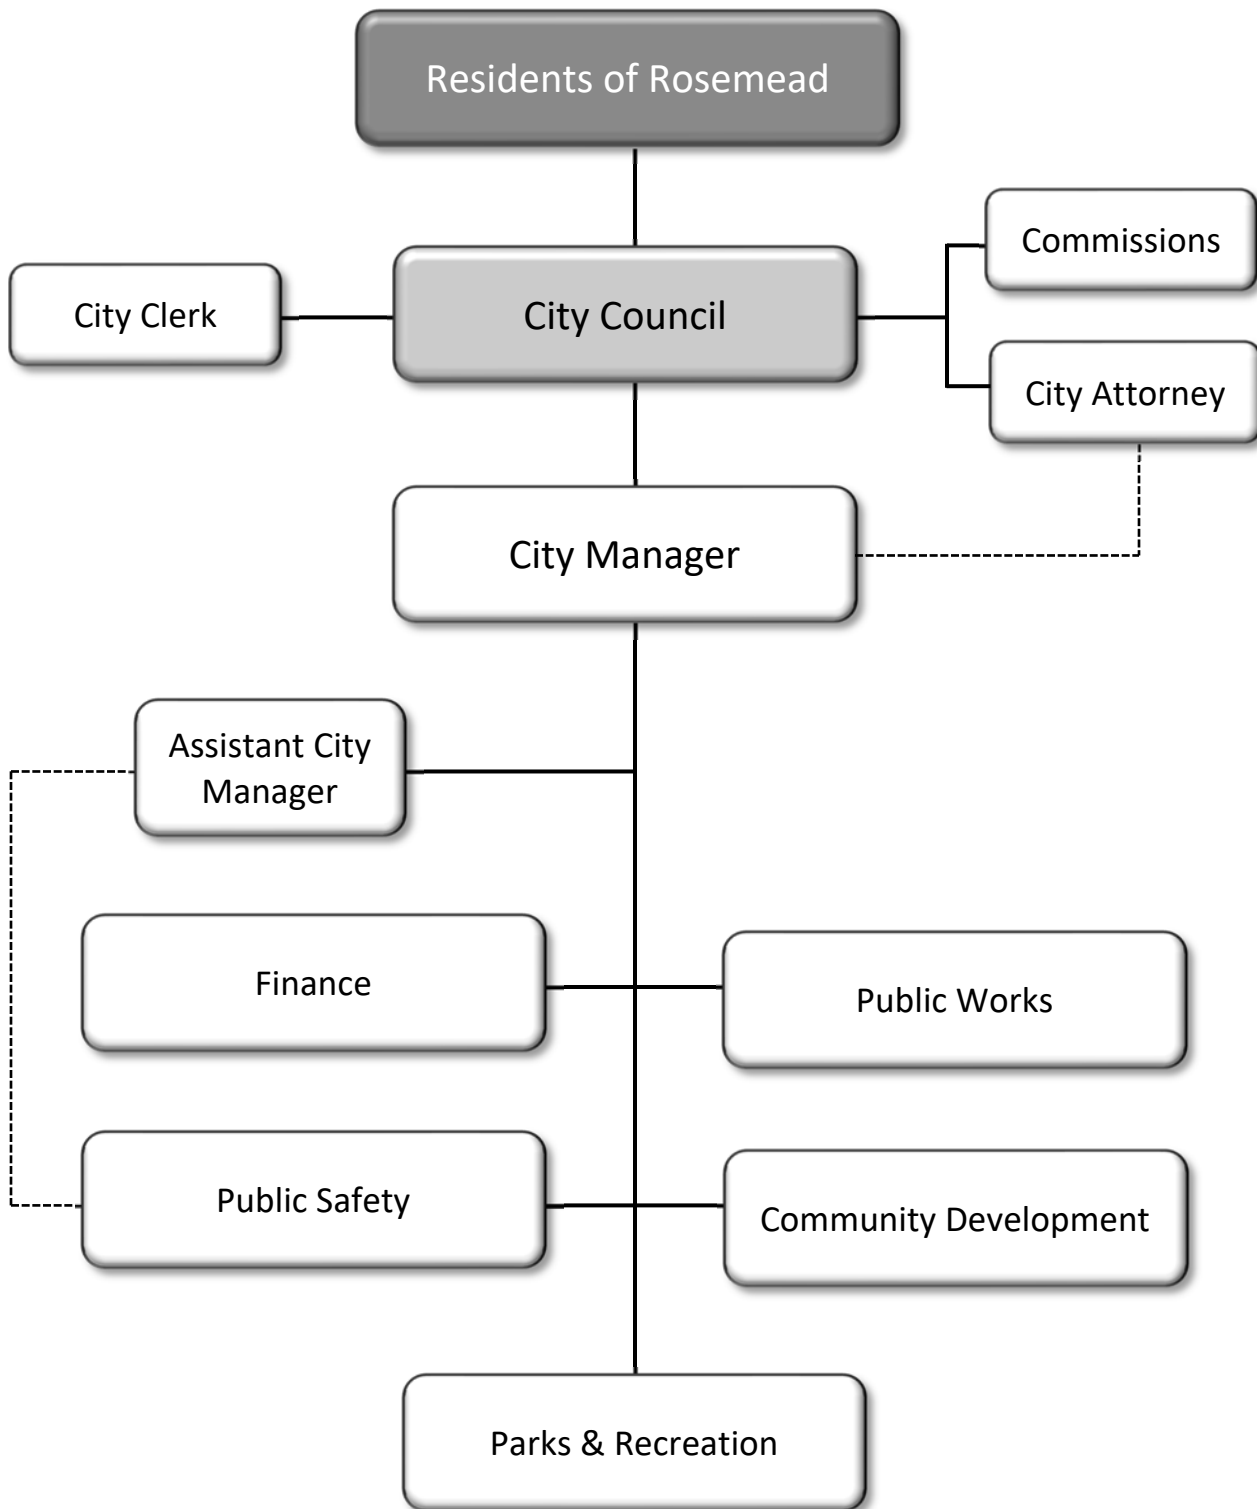 Residents of Rosemead
Commissions
City Clerk
City Council
City Attorney
City Manager
Assistant City
Manager
Finance
Public Works
Public Safety
Community Development
Parks & Recreation